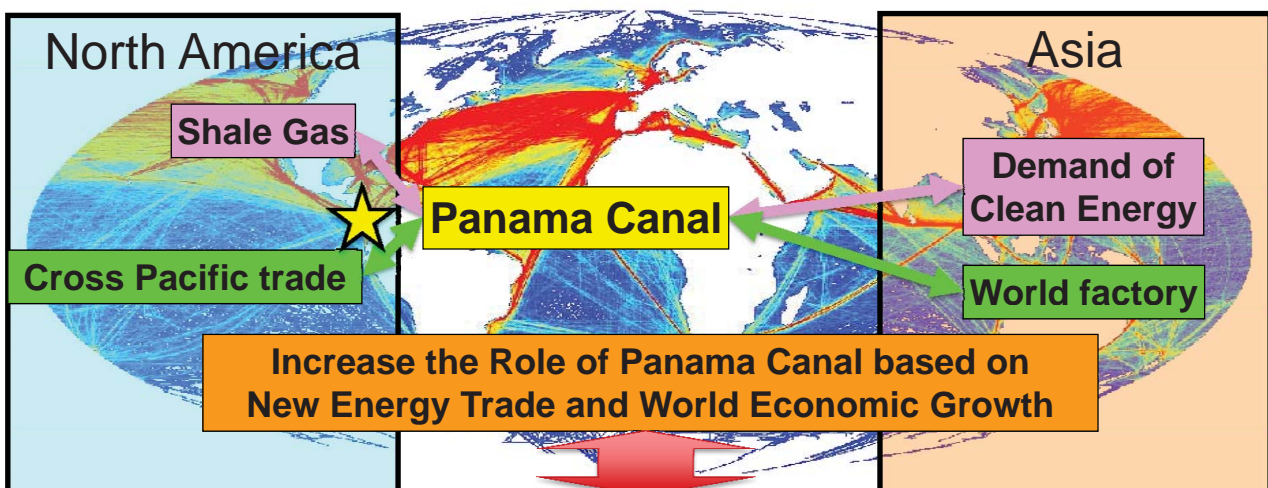 North America
Asia
Shale Gas
Demand of
Clean Energy
Panama Canal
Cross Pacific trade
World factory
Increase the Role of Panama Canal based on
New Energy Trade and World Economic Growth